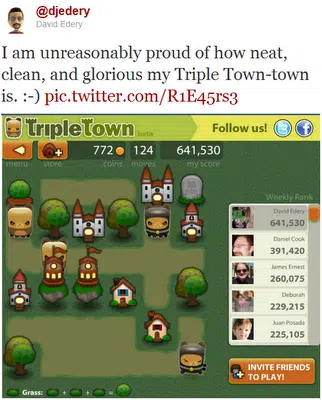 @djedery
David Edery
I am unreasonably proud of how neat,
clean, and glorious my Triple Town-town
is. :-) pic.twitter.com/R1E45rs3
TripleTown
beta
Follow us!
menu
store
772 coins
124 moves
641,530 my score
Weekly Rank
David Edery
641,530
Daniel Cook
391,420
James Ernest
260,075
Deborah
229,215
Juan Posada
225,105
INVITE FRIENDS
TO PLAY!
Grass: + + =